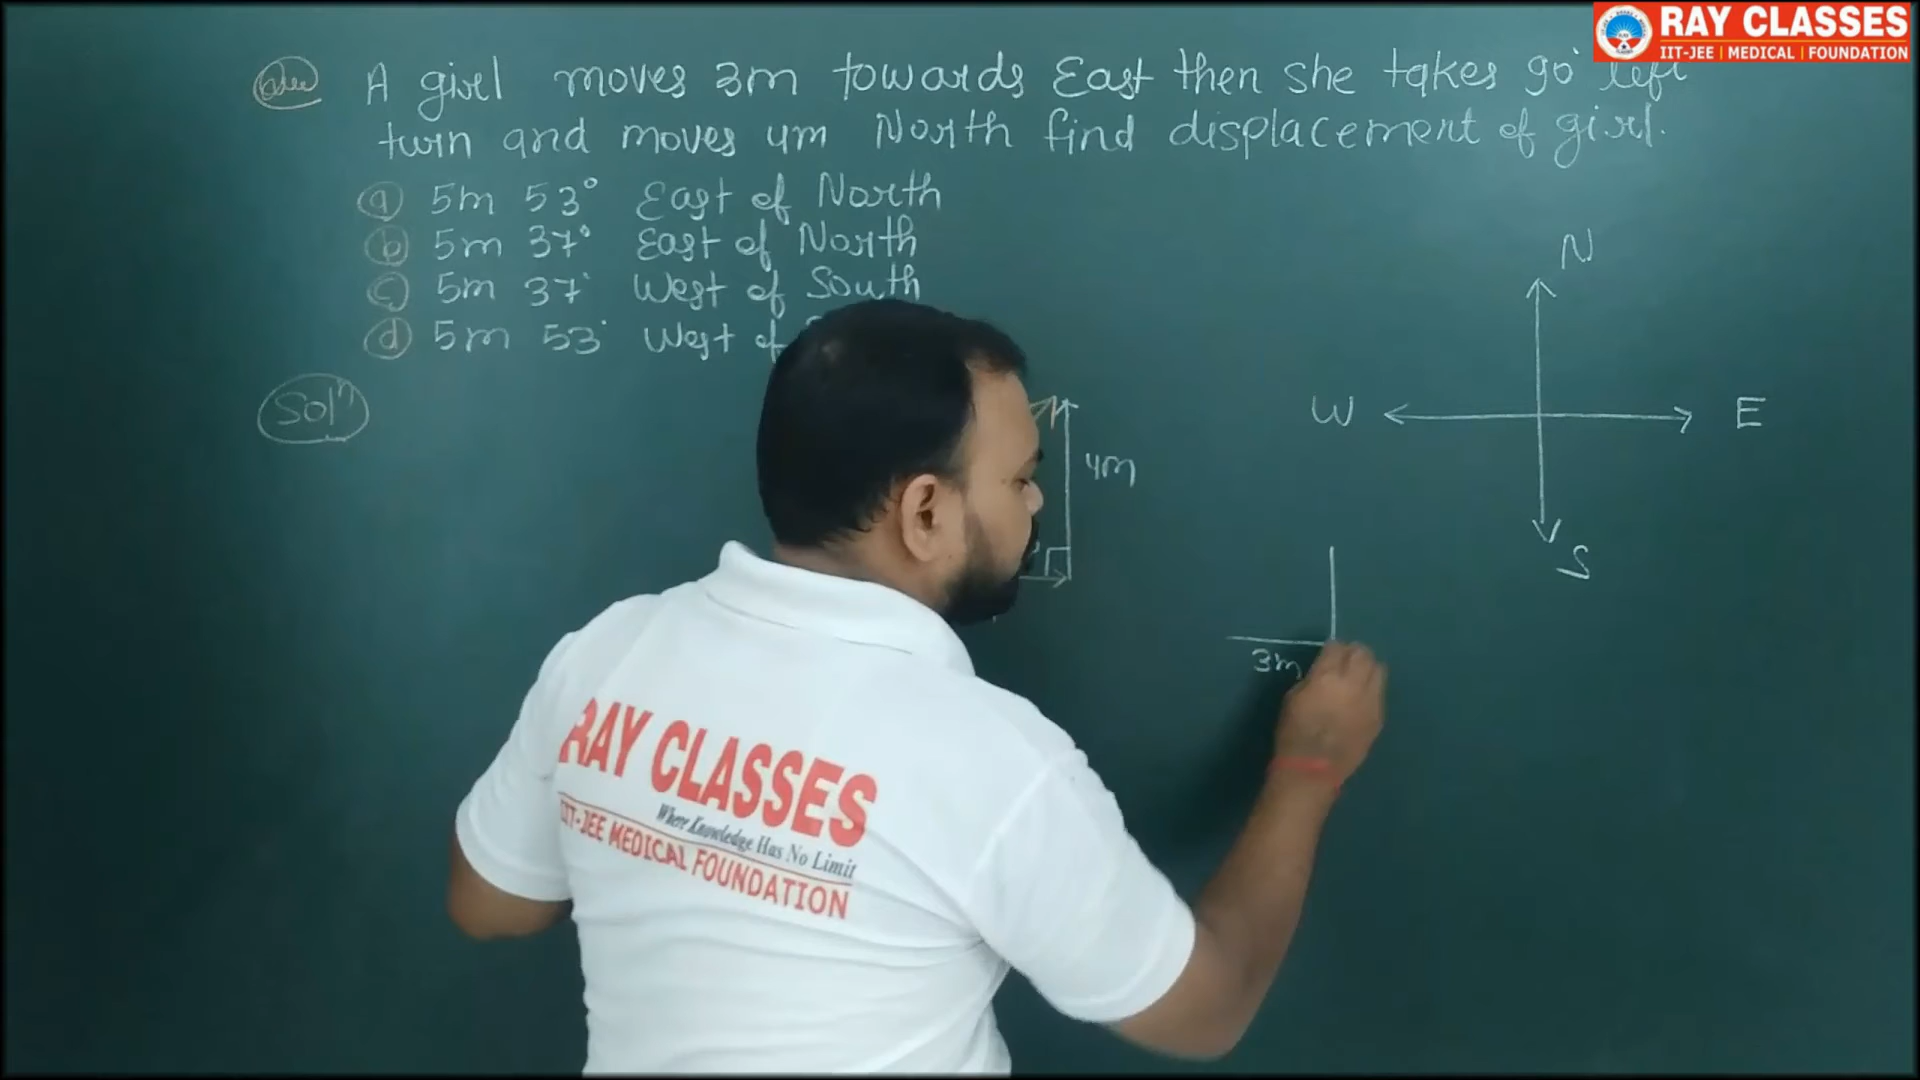 RAY CLASSES
IIT-JEE | MEDICAL | FOUNDATION
Que A girl moves 3m towards East then she takes 90° left
turn and moves 4m North find displacement of girl.
(a) 5m 53° East of North
(b) 5m 37° East of North
(c) 5m 37° West of South
(d) 5m 53° West of
Solⁿ
4m
N
W
E
S
3m
RAY CLASSES
Where Knowledge Has No Limit
IIT-JEE MEDICAL FOUNDATION